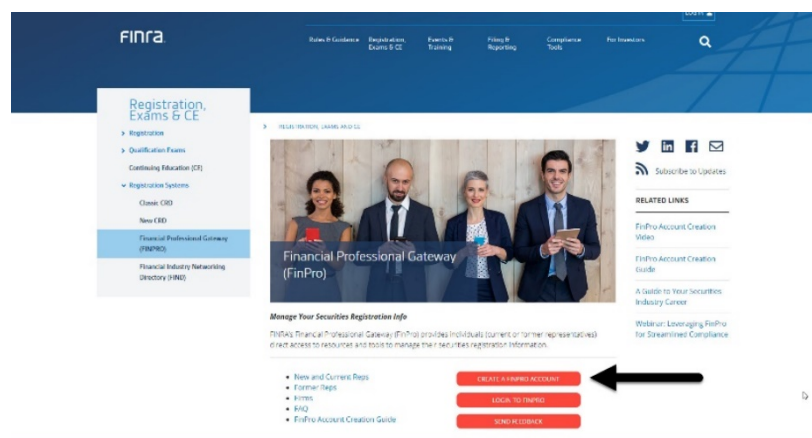 LOG IN
FINra
Rules & Guidance
Registration,
Exams & CE
Events &
Training
Filing &
Reporting
Compliance
Tools
For Investors
Registration,
Exams & CE
Registration
Qualification Exams
Continuing Education (CE)
Registration Systems
Classic CRD
New CRD
Financial Professional Gateway
(FINPRO)
Financial Industry Networking
Directory (FIND)
REGISTRATION, EXAMS AND CE
Financial Professional Gateway
(FinPro)
Manage Your Securities Registration Info
FINRA's Financial Professional Gateway (FinPro) provides individuals (current or former representatives)
direct access to resources and tools to manage their securities registration information.
New and Current Reps
Former Reps
Firms
FAQ
FinPro Account Creation Guide
CREATE A FINPRO ACCOUNT
LOGIN TO FINPRO
SEND FEEDBACK
Subscribe to Updates
RELATED LINKS
FinPro Account Creation
Video
FinPro Account Creation
Guide
A Guide to Your Securities
Industry Career
Webinar: Leveraging FinPro
for Streamlined Compliance